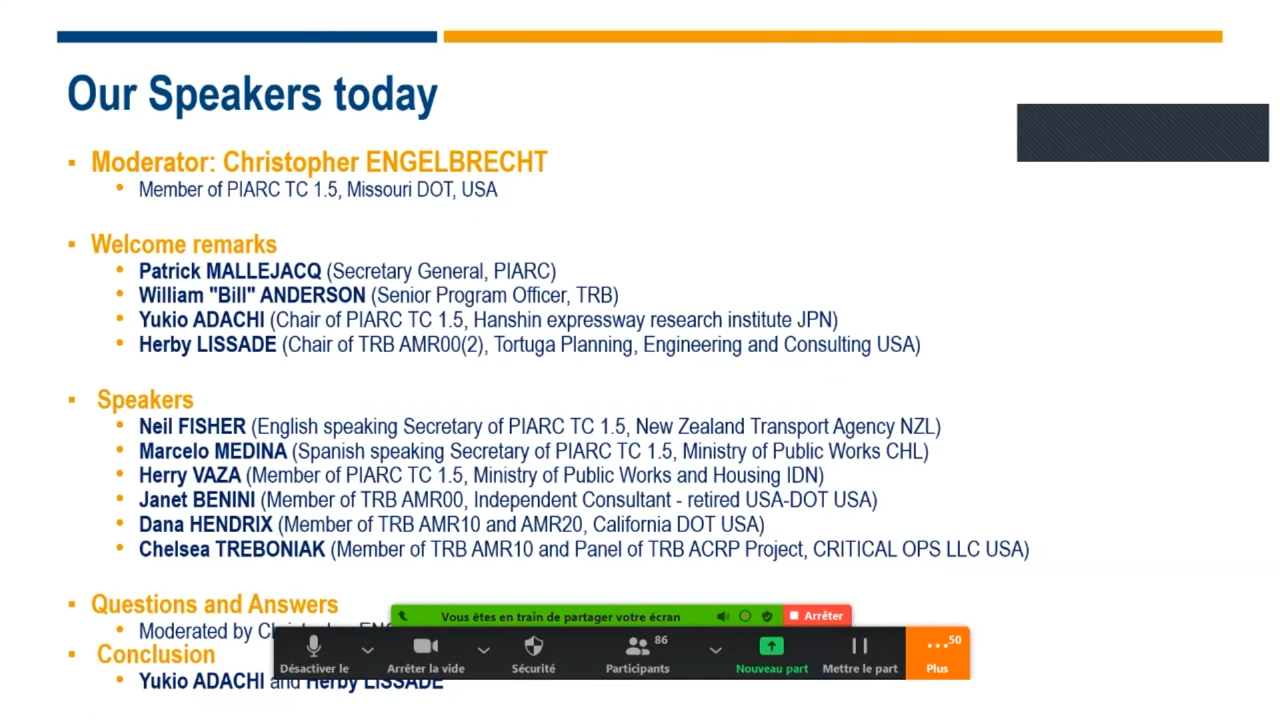 Our Speakers today
Moderator: Christopher ENGELBRECHT
Member of PIARC TC 1.5, Missouri DOT, USA
Welcome remarks
Patrick MALLEJACQ (Secretary General, PIARC)
William "Bill" ANDERSON (Senior Program Officer, TRB)
Yukio ADACHI (Chair of PIARC TC 1.5, Hanshin expressway research institute JPN)
Herby LISSADE (Chair of TRB AMR00(2), Tortuga Planning, Engineering and Consulting USA)
Speakers
Neil FISHER (English speaking Secretary of PIARC TC 1.5, New Zealand Transport Agency NZL)
Marcelo MEDINA (Spanish speaking Secretary of PIARC TC 1.5, Ministry of Public Works CHL)
Herry VAZA (Member of PIARC TC 1.5, Ministry of Public Works and Housing IDN)
Janet BENINI (Member of TRB AMR00, Independent Consultant - retired USA-DOT USA)
Dana HENDRIX (Member of TRB AMR10 and AMR20, California DOT USA)
Chelsea TREBONIAK (Member of TRB AMR10 and Panel of TRB ACRP Project, CRITICAL OPS LLC USA)
Questions and Answers
Vous êtes en train de partager votre écran
Arrêter
Moderated by
Conclusion
86
50
Désactiver le
Arrêter la vide
Sécurité
Participants
Nouveau part
Mettre le part
Plus
Yukio ADACHI and Herby LISSADE